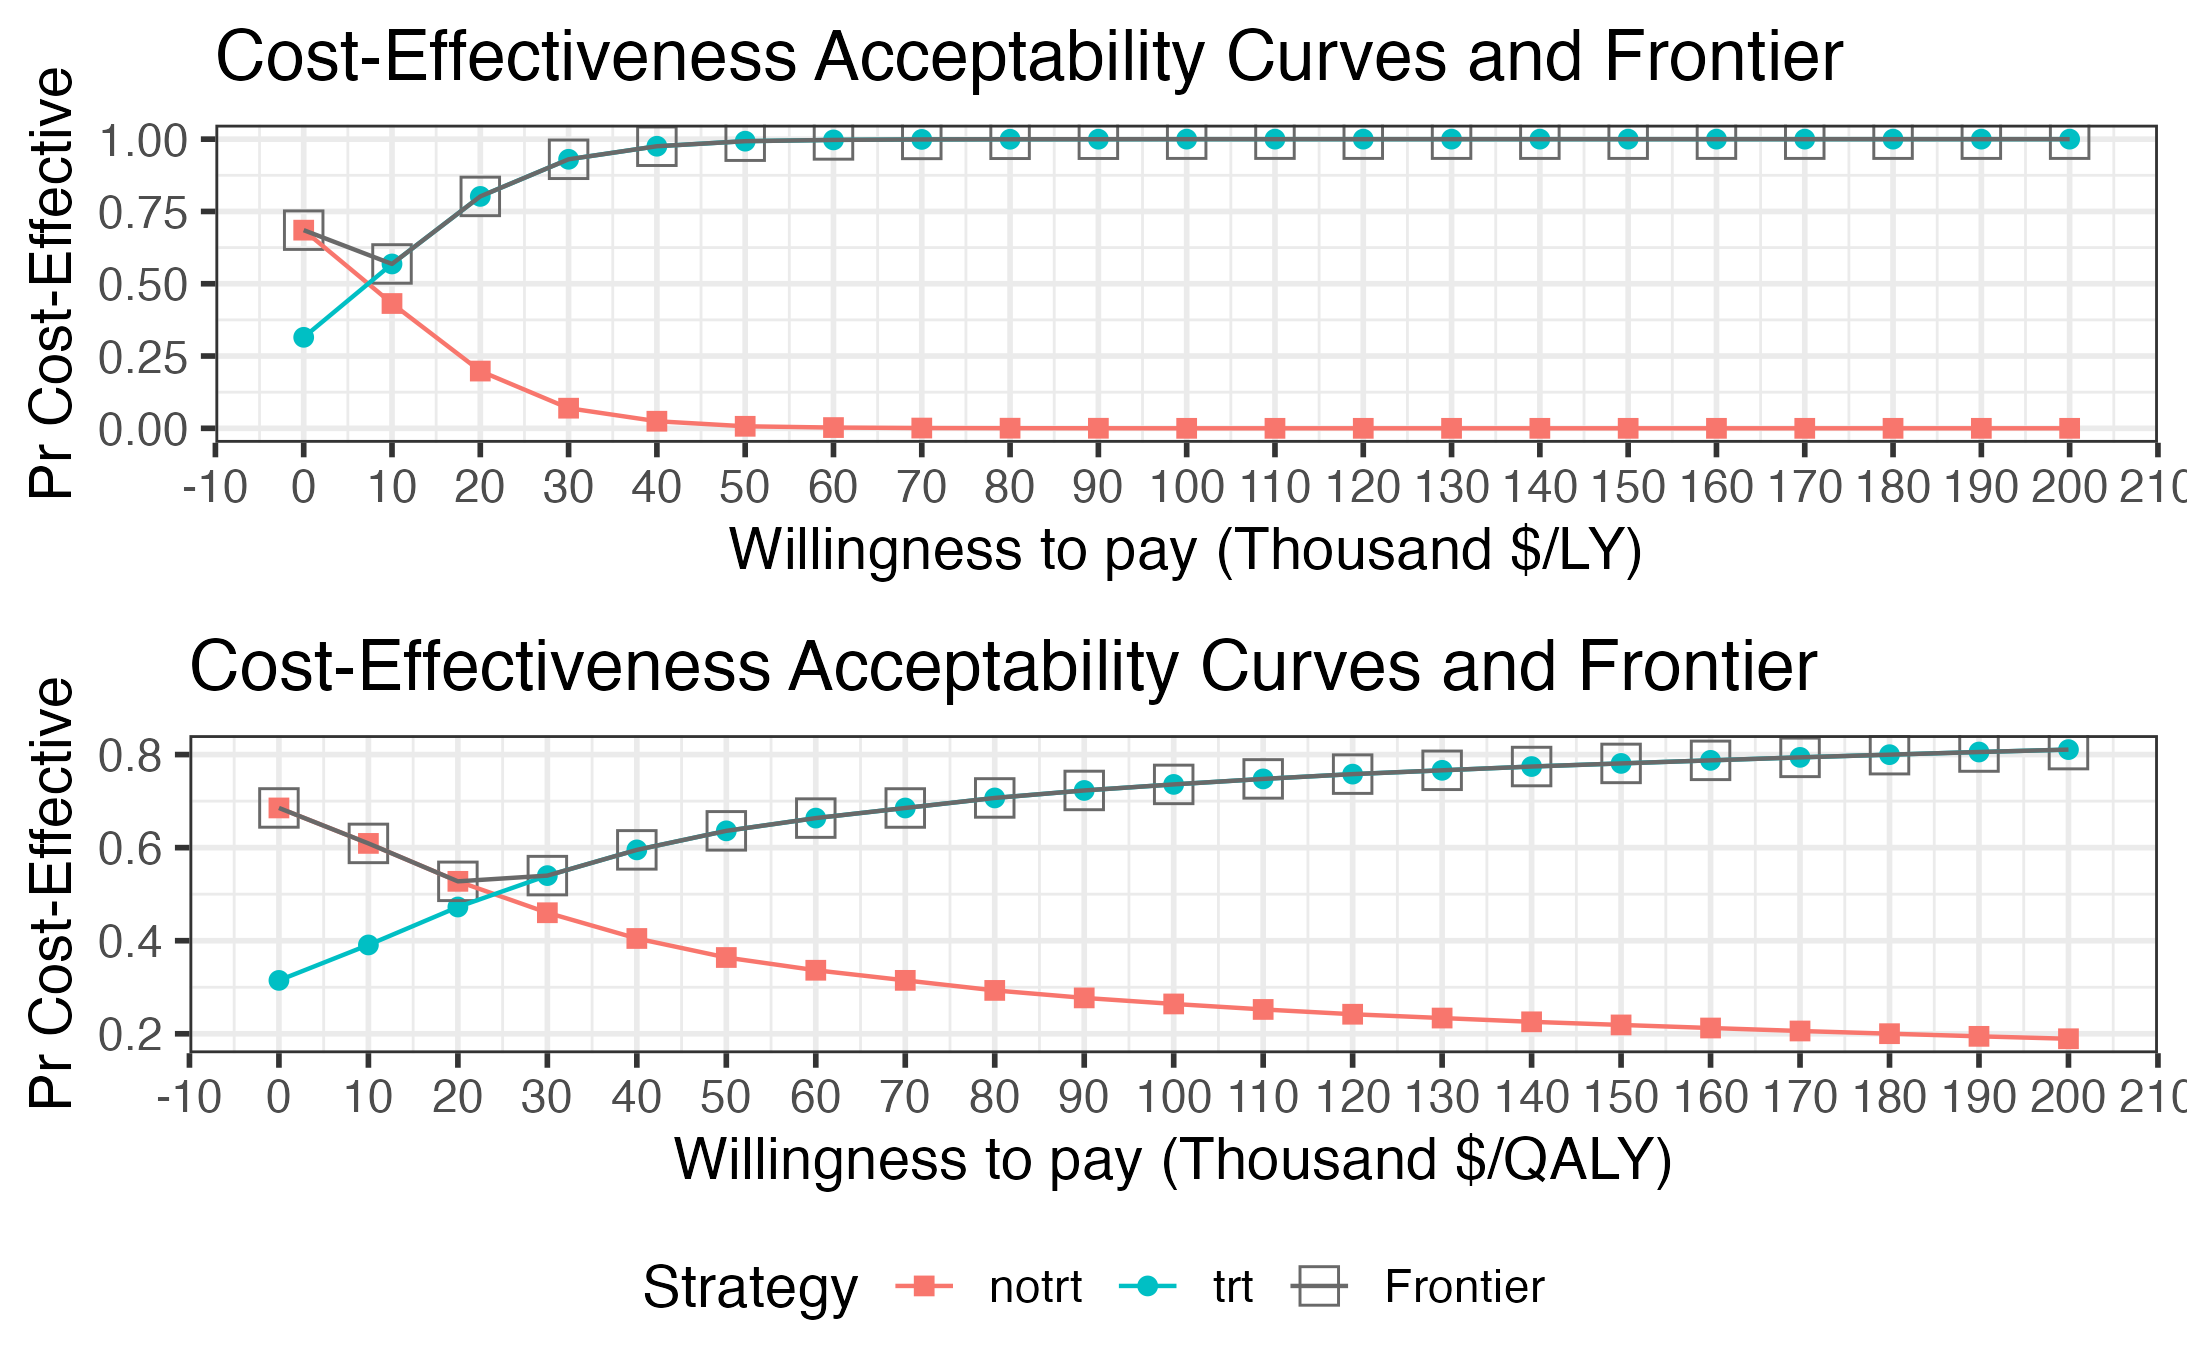 Cost-Effectiveness Acceptability Curves and Frontier
Pr Cost-Effective
1.00
0.75
0.50
0.25
0.00
-10 0 10 20 30 40 50 60 70 80 90 100 110 120 130 140 150 160 170 180 190 200 210
Willingness to pay (Thousand $/LY)
Cost-Effectiveness Acceptability Curves and Frontier
Pr Cost-Effective
0.8
0.6
0.4
0.2
-10 0 10 20 30 40 50 60 70 80 90 100 110 120 130 140 150 160 170 180 190 200 210
Willingness to pay (Thousand $/QALY)
Strategy notrt trt Frontier